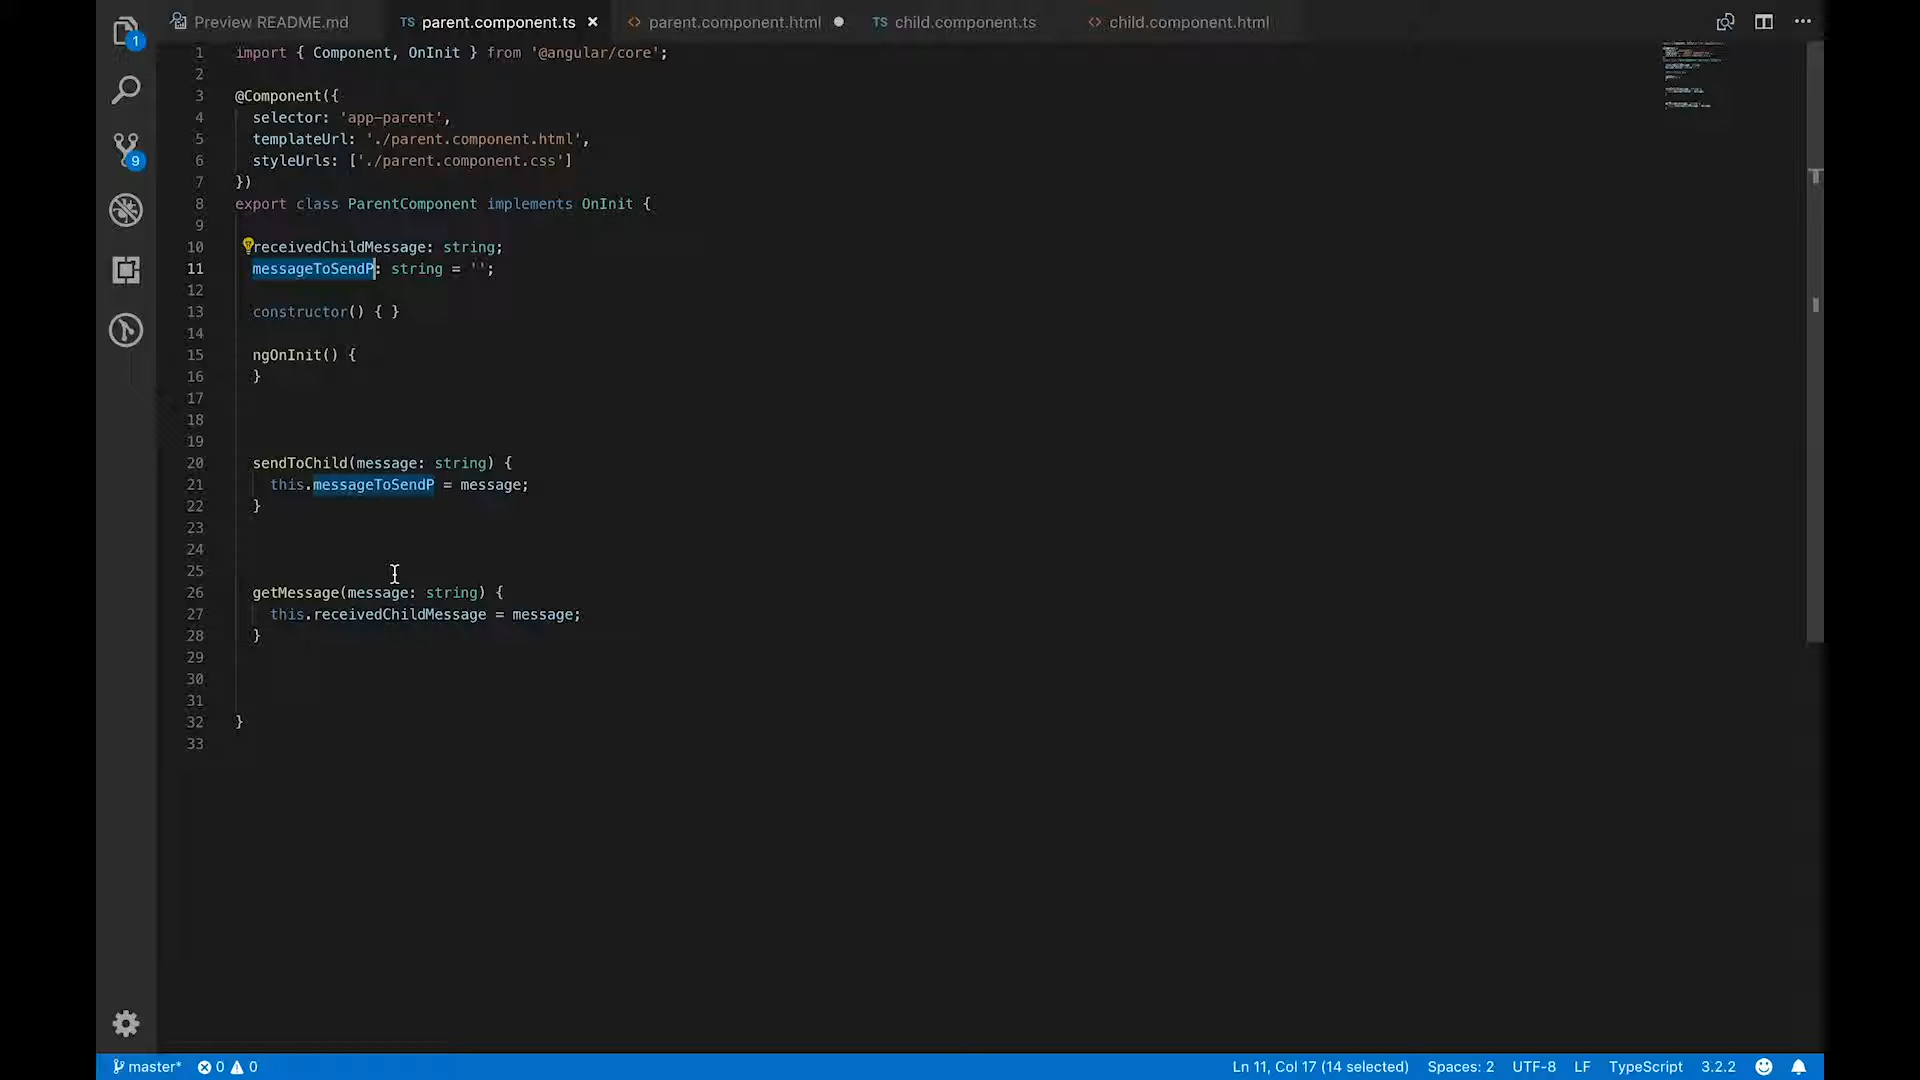 Preview README.md
TS parent.component.ts ×
<> parent.component.html
TS child.component.ts
<> child.component.html
1
9
1 import { Component, OnInit } from '@angular/core';
2
3 @Component({
4 selector: 'app-parent',
5 templateUrl: './parent.component.html',
6 styleUrls: ['./parent.component.css']
7 })
8 export class ParentComponent implements OnInit {
9
10 receivedChildMessage: string;
11 messageToSendP: string = '';
12
13 constructor() { }
14
15 ngOnInit() {
16 }
17
18
19
20 sendToChild(message: string) {
21 this.messageToSendP = message;
22 }
23
24
25
26 getMessage(message: string) {
27 this.receivedChildMessage = message;
28 }
29
30
31
32 }
33
master* 0 0 Ln 11, Col 17 (14 selected) Spaces: 2 UTF-8 LF TypeScript 3.2.2